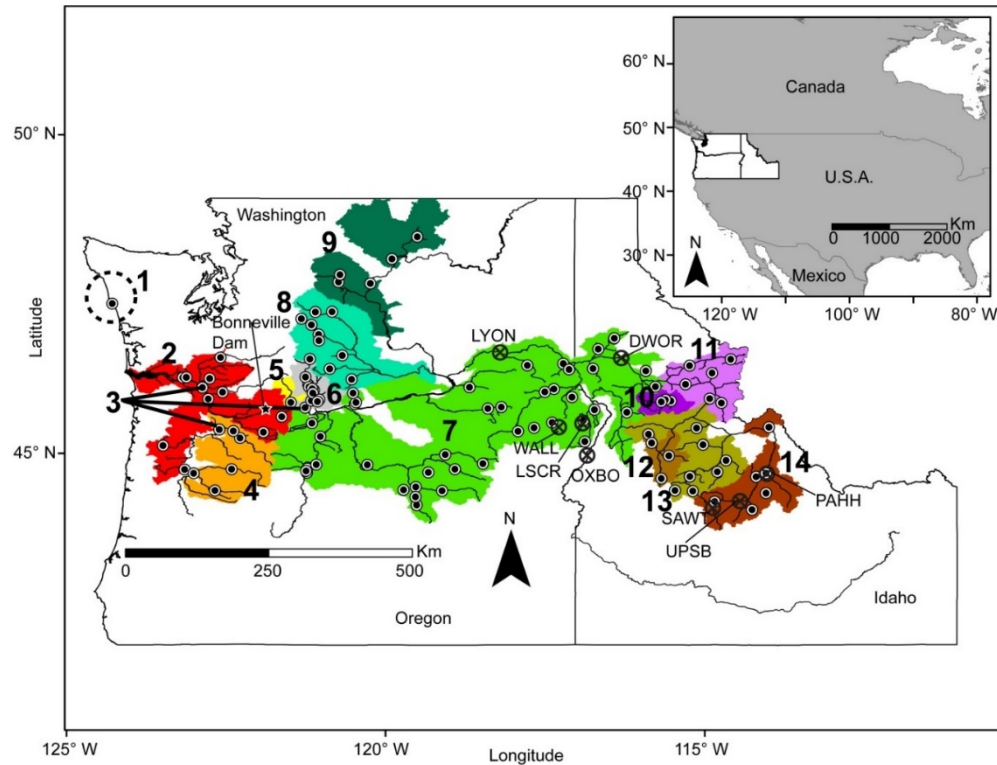 60° N
Canada
50° N
50° N
U.S.A.
40° N
Washington
0 1000 2000 Km
N
30° N
9
Mexico
1
120° W
100° W
80° W
8
Bonneville
Dam
LYON
DWOR
11
2
5
3
6
10
7
WALL
LSCR
OXBO
12
14
45° N
4
13
SAWT
PAHH
UPSB
N
Km
0 250 500
Oregon
Idaho
125° W
120° W
115° W
Latitude
Longitude